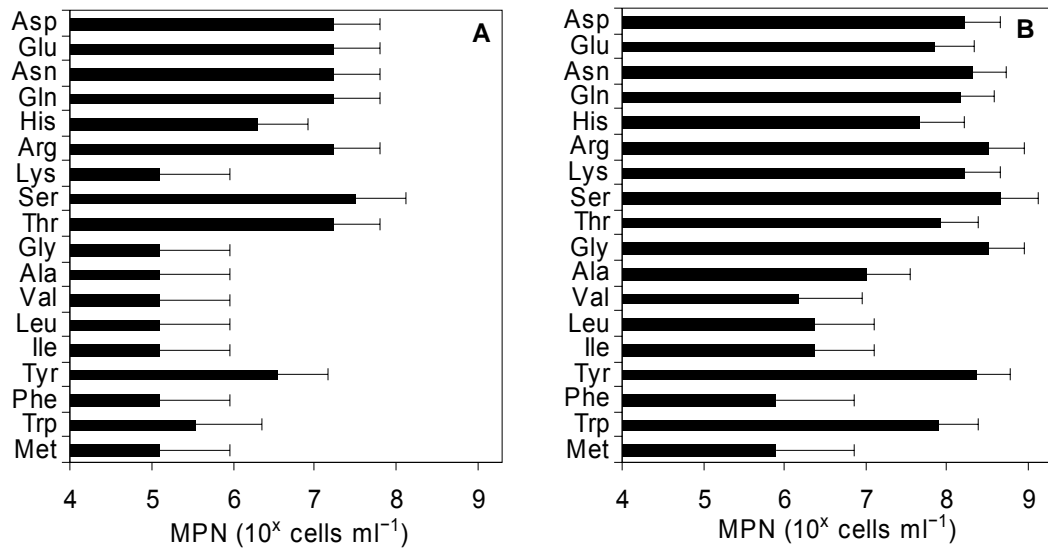 A
Asp
Glu
Asn
Gln
His
Arg
Lys
Ser
Thr
Gly
Ala
Val
Leu
Ile
Tyr
Phe
Trp
Met
4 5 6 7 8 9
MPN (10ˣ cells ml⁻¹)
B
Asp
Glu
Asn
Gln
His
Arg
Lys
Ser
Thr
Gly
Ala
Val
Leu
Ile
Tyr
Phe
Trp
Met
4 5 6 7 8 9
MPN (10ˣ cells ml⁻¹)